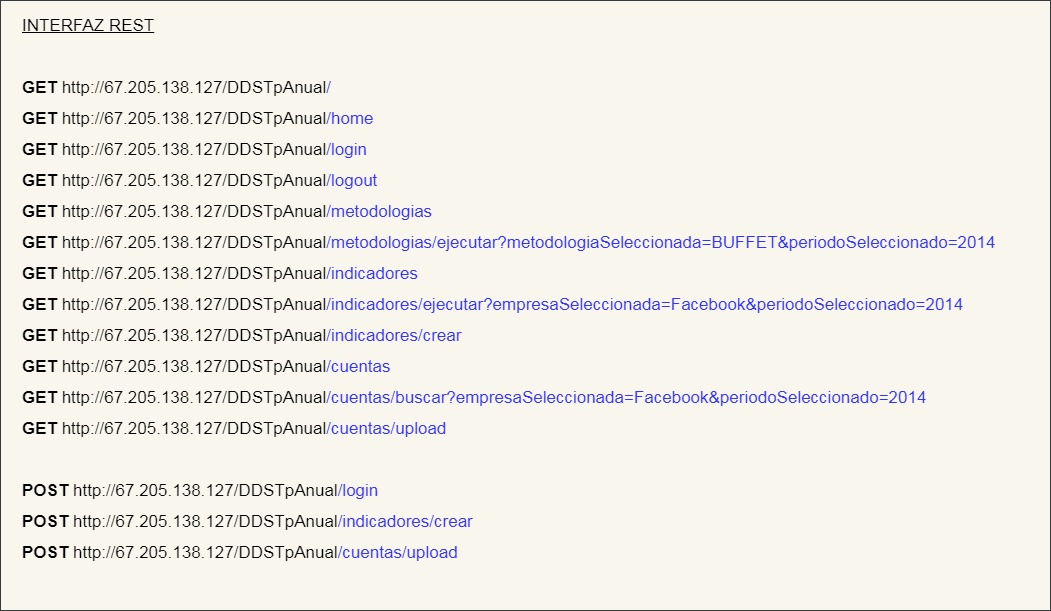 INTERFAZ REST
GET http://67.205.138.127/DDSTpAnual/
GET http://67.205.138.127/DDSTpAnual/home
GET http://67.205.138.127/DDSTpAnual/login
GET http://67.205.138.127/DDSTpAnual/logout
GET http://67.205.138.127/DDSTpAnual/metodologias
GET http://67.205.138.127/DDSTpAnual/metodologias/ejecutar?metodologiaSeleccionada=BUFFET&periodoSeleccionado=2014
GET http://67.205.138.127/DDSTpAnual/indicadores
GET http://67.205.138.127/DDSTpAnual/indicadores/ejecutar?empresaSeleccionada=Facebook&periodoSeleccionado=2014
GET http://67.205.138.127/DDSTpAnual/indicadores/crear
GET http://67.205.138.127/DDSTpAnual/cuentas
GET http://67.205.138.127/DDSTpAnual/cuentas/buscar?empresaSeleccionada=Facebook&periodoSeleccionado=2014
GET http://67.205.138.127/DDSTpAnual/cuentas/upload
POST http://67.205.138.127/DDSTpAnual/login
POST http://67.205.138.127/DDSTpAnual/indicadores/crear
POST http://67.205.138.127/DDSTpAnual/cuentas/upload